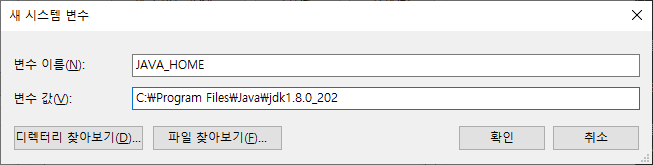 새 시스템 변수
변수 이름(N): JAVA_HOME
변수 값(V): C:₩Program Files₩Java₩jdk1.8.0_202
디렉터리 찾아보기(D)... 파일 찾아보기(F)... 확인 취소